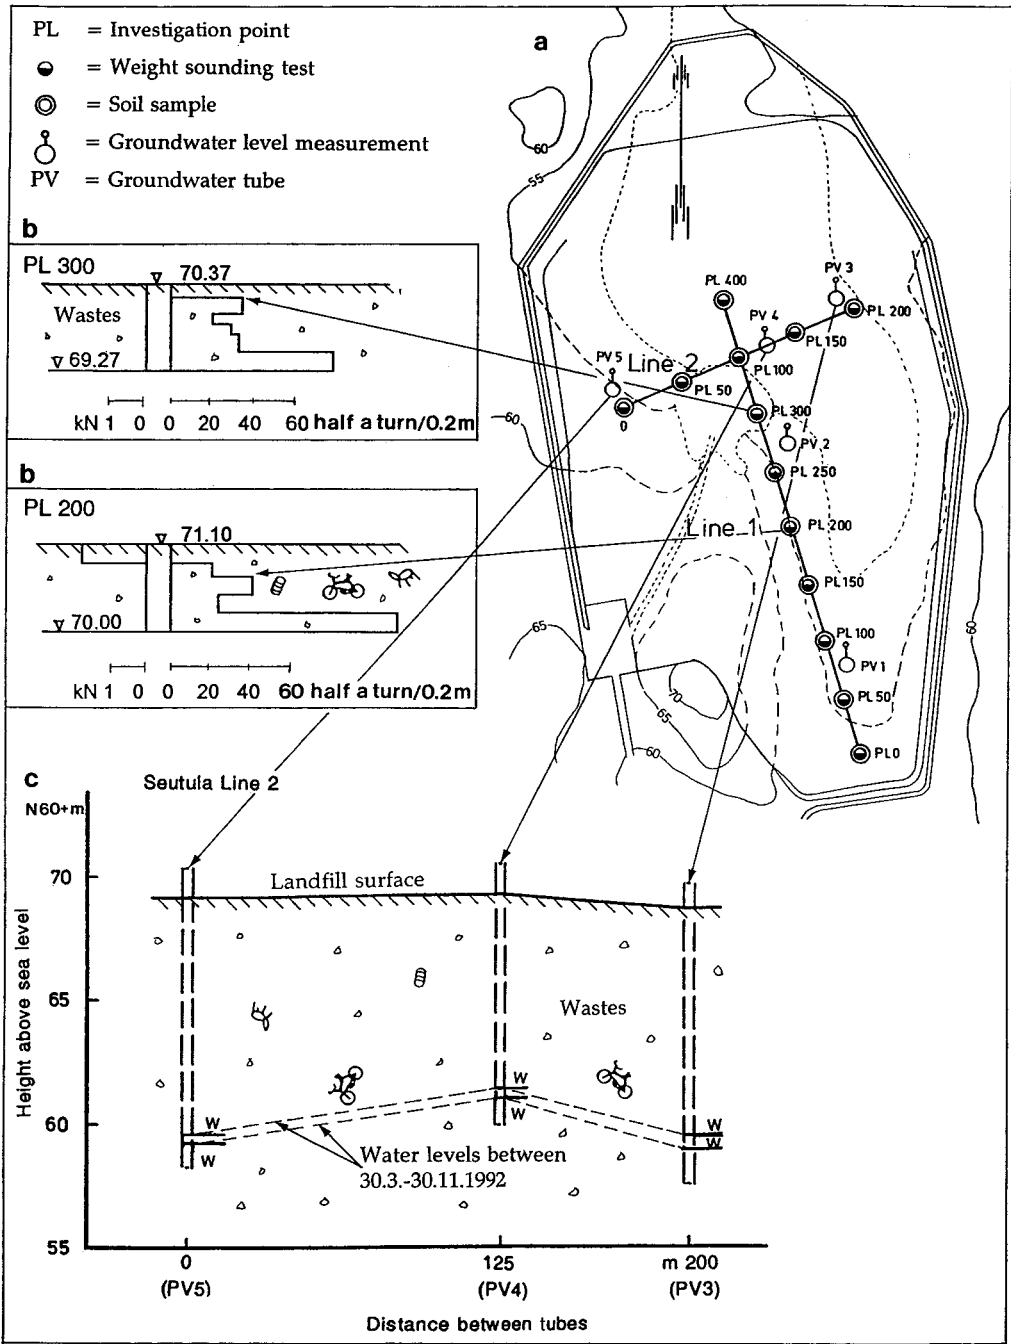 PL = Investigation point
= Weight sounding test
= Soil sample
= Groundwater level measurement
PV = Groundwater tube
a
60
55
b
PL 300
70.37
Wastes
69.27
kN 1 0 0 20 40 60 half a turn/0.2m
b
PL 200
71.10
70.00
kN 1 0 0 20 40 60 half a turn/0.2m
PL 400
PV 3
PL 200
PV 4
PL 150
PV 5
Line 2
PL 100
PL 50
0
PL 300
60
PV 2
PL 250
Line 1
PL 200
PL 150
65
PL 100
PV 1
60
70
PL 50
65
60
PL 0
c
Seutula Line 2
N60+m
70
65
60
55
Height above sea level
Landfill surface
Wastes
W
W
W
W
W
W
Water levels between
30.3.-30.11.1992
0 125 m 200
(PV5) (PV4) (PV3)
Distance between tubes